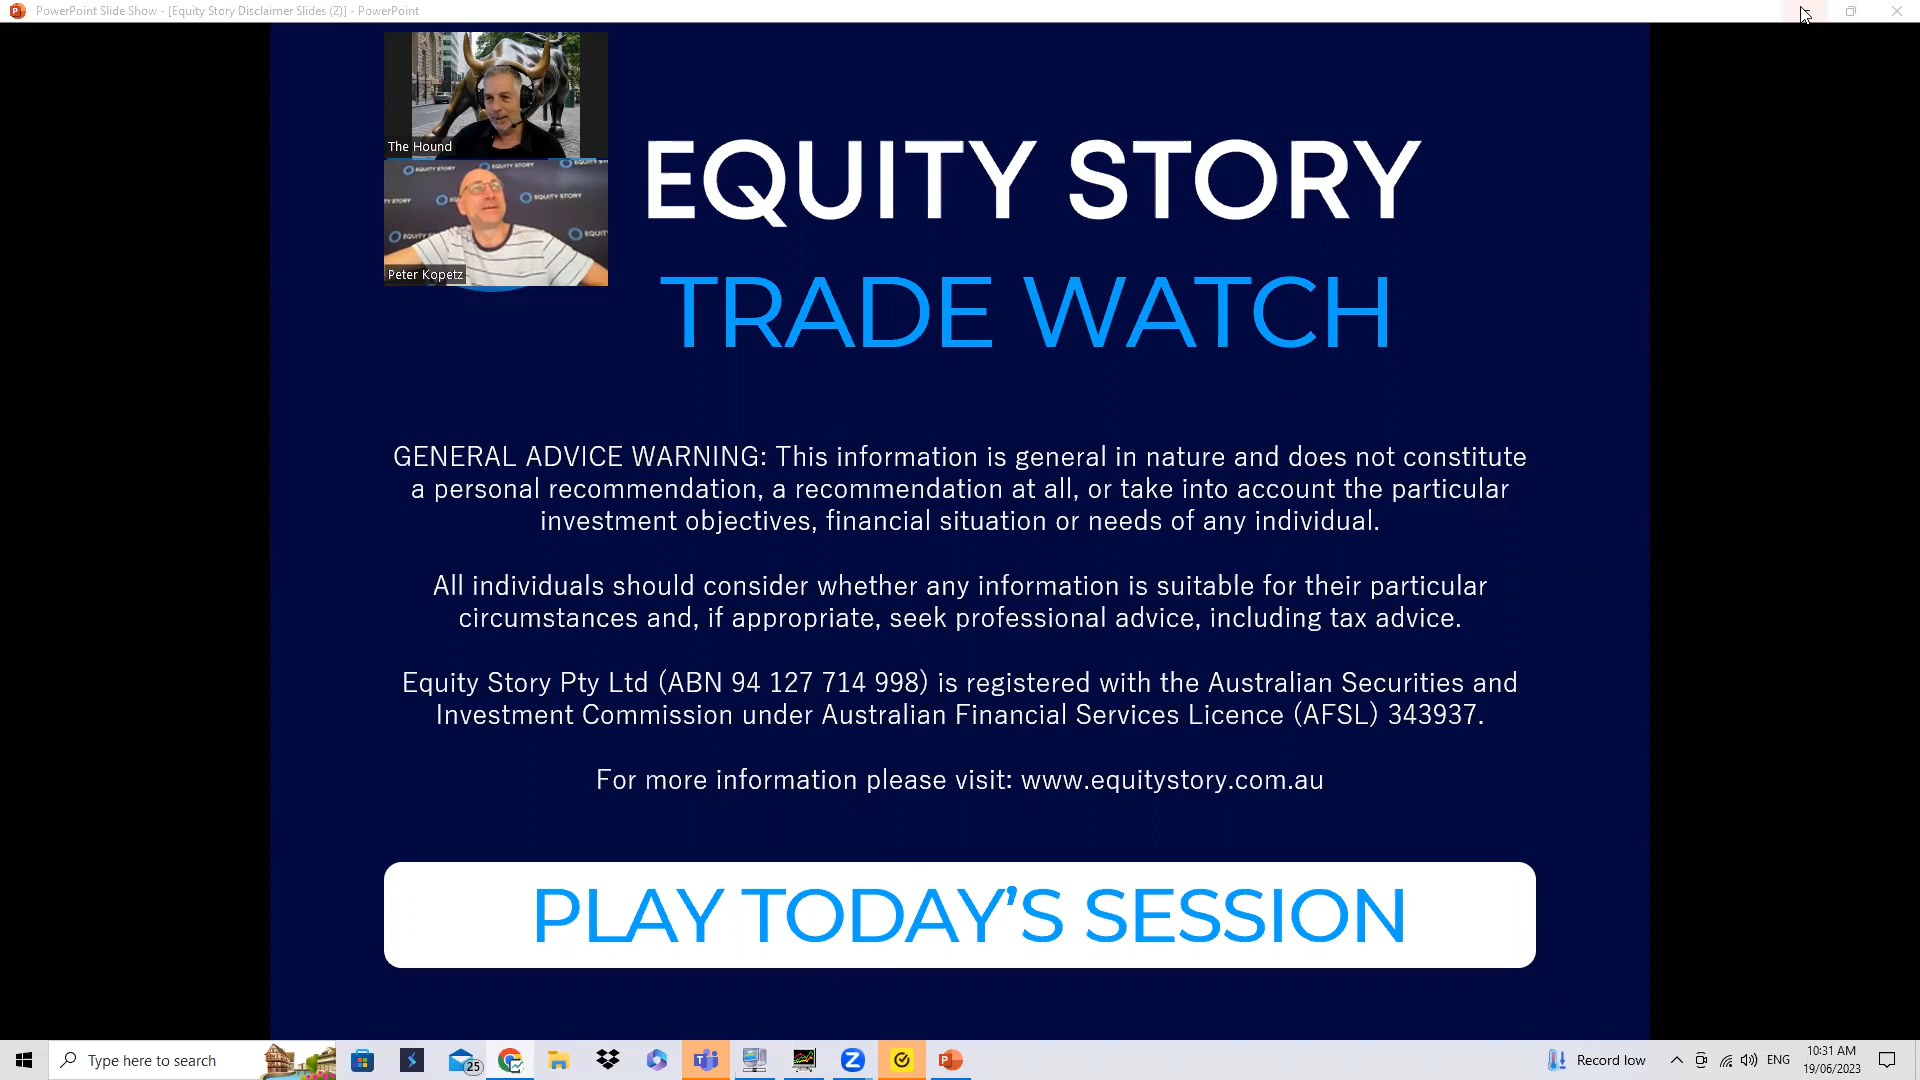 PowerPoint Slide Show - [Equity Story Disclaimer Slides (2)] - PowerPoint
The Hound
EQUITY STORY
EQUITY STORY
EQUITY STORY
Peter Kopetz
EQUITY STORY
TRADE WATCH
GENERAL ADVICE WARNING: This information is general in nature and does not constitute
a personal recommendation, a recommendation at all, or take into account the particular
investment objectives, financial situation or needs of any individual.
All individuals should consider whether any information is suitable for their particular
circumstances and, if appropriate, seek professional advice, including tax advice.
Equity Story Pty Ltd (ABN 94 127 714 998) is registered with the Australian Securities and
Investment Commission under Australian Financial Services Licence (AFSL) 343937.
For more information please visit: www.equitystory.com.au
PLAY TODAY'S SESSION
Type here to search
25
Record low
ENG
10:31 AM
19/06/2023